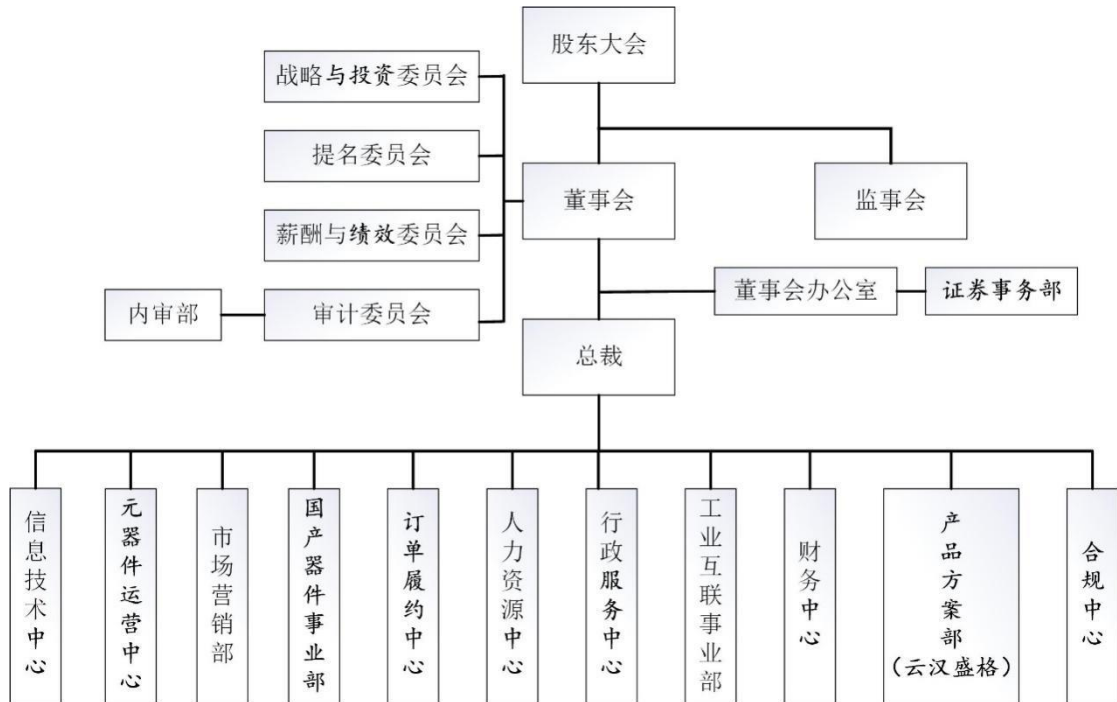 股东大会
战略与投资委员会
提名委员会
董事会
监事会
薪酬与绩效委员会
董事会办公室
证券事务部
内审部
审计委员会
总裁
信息技术中心
元器件运营中心
市场营销部
国产器件事业部
订单履约中心
人力资源中心
行政服务中心
工业互联事业部
财务中心
产品方案部
（云汉盛格）
合规中心